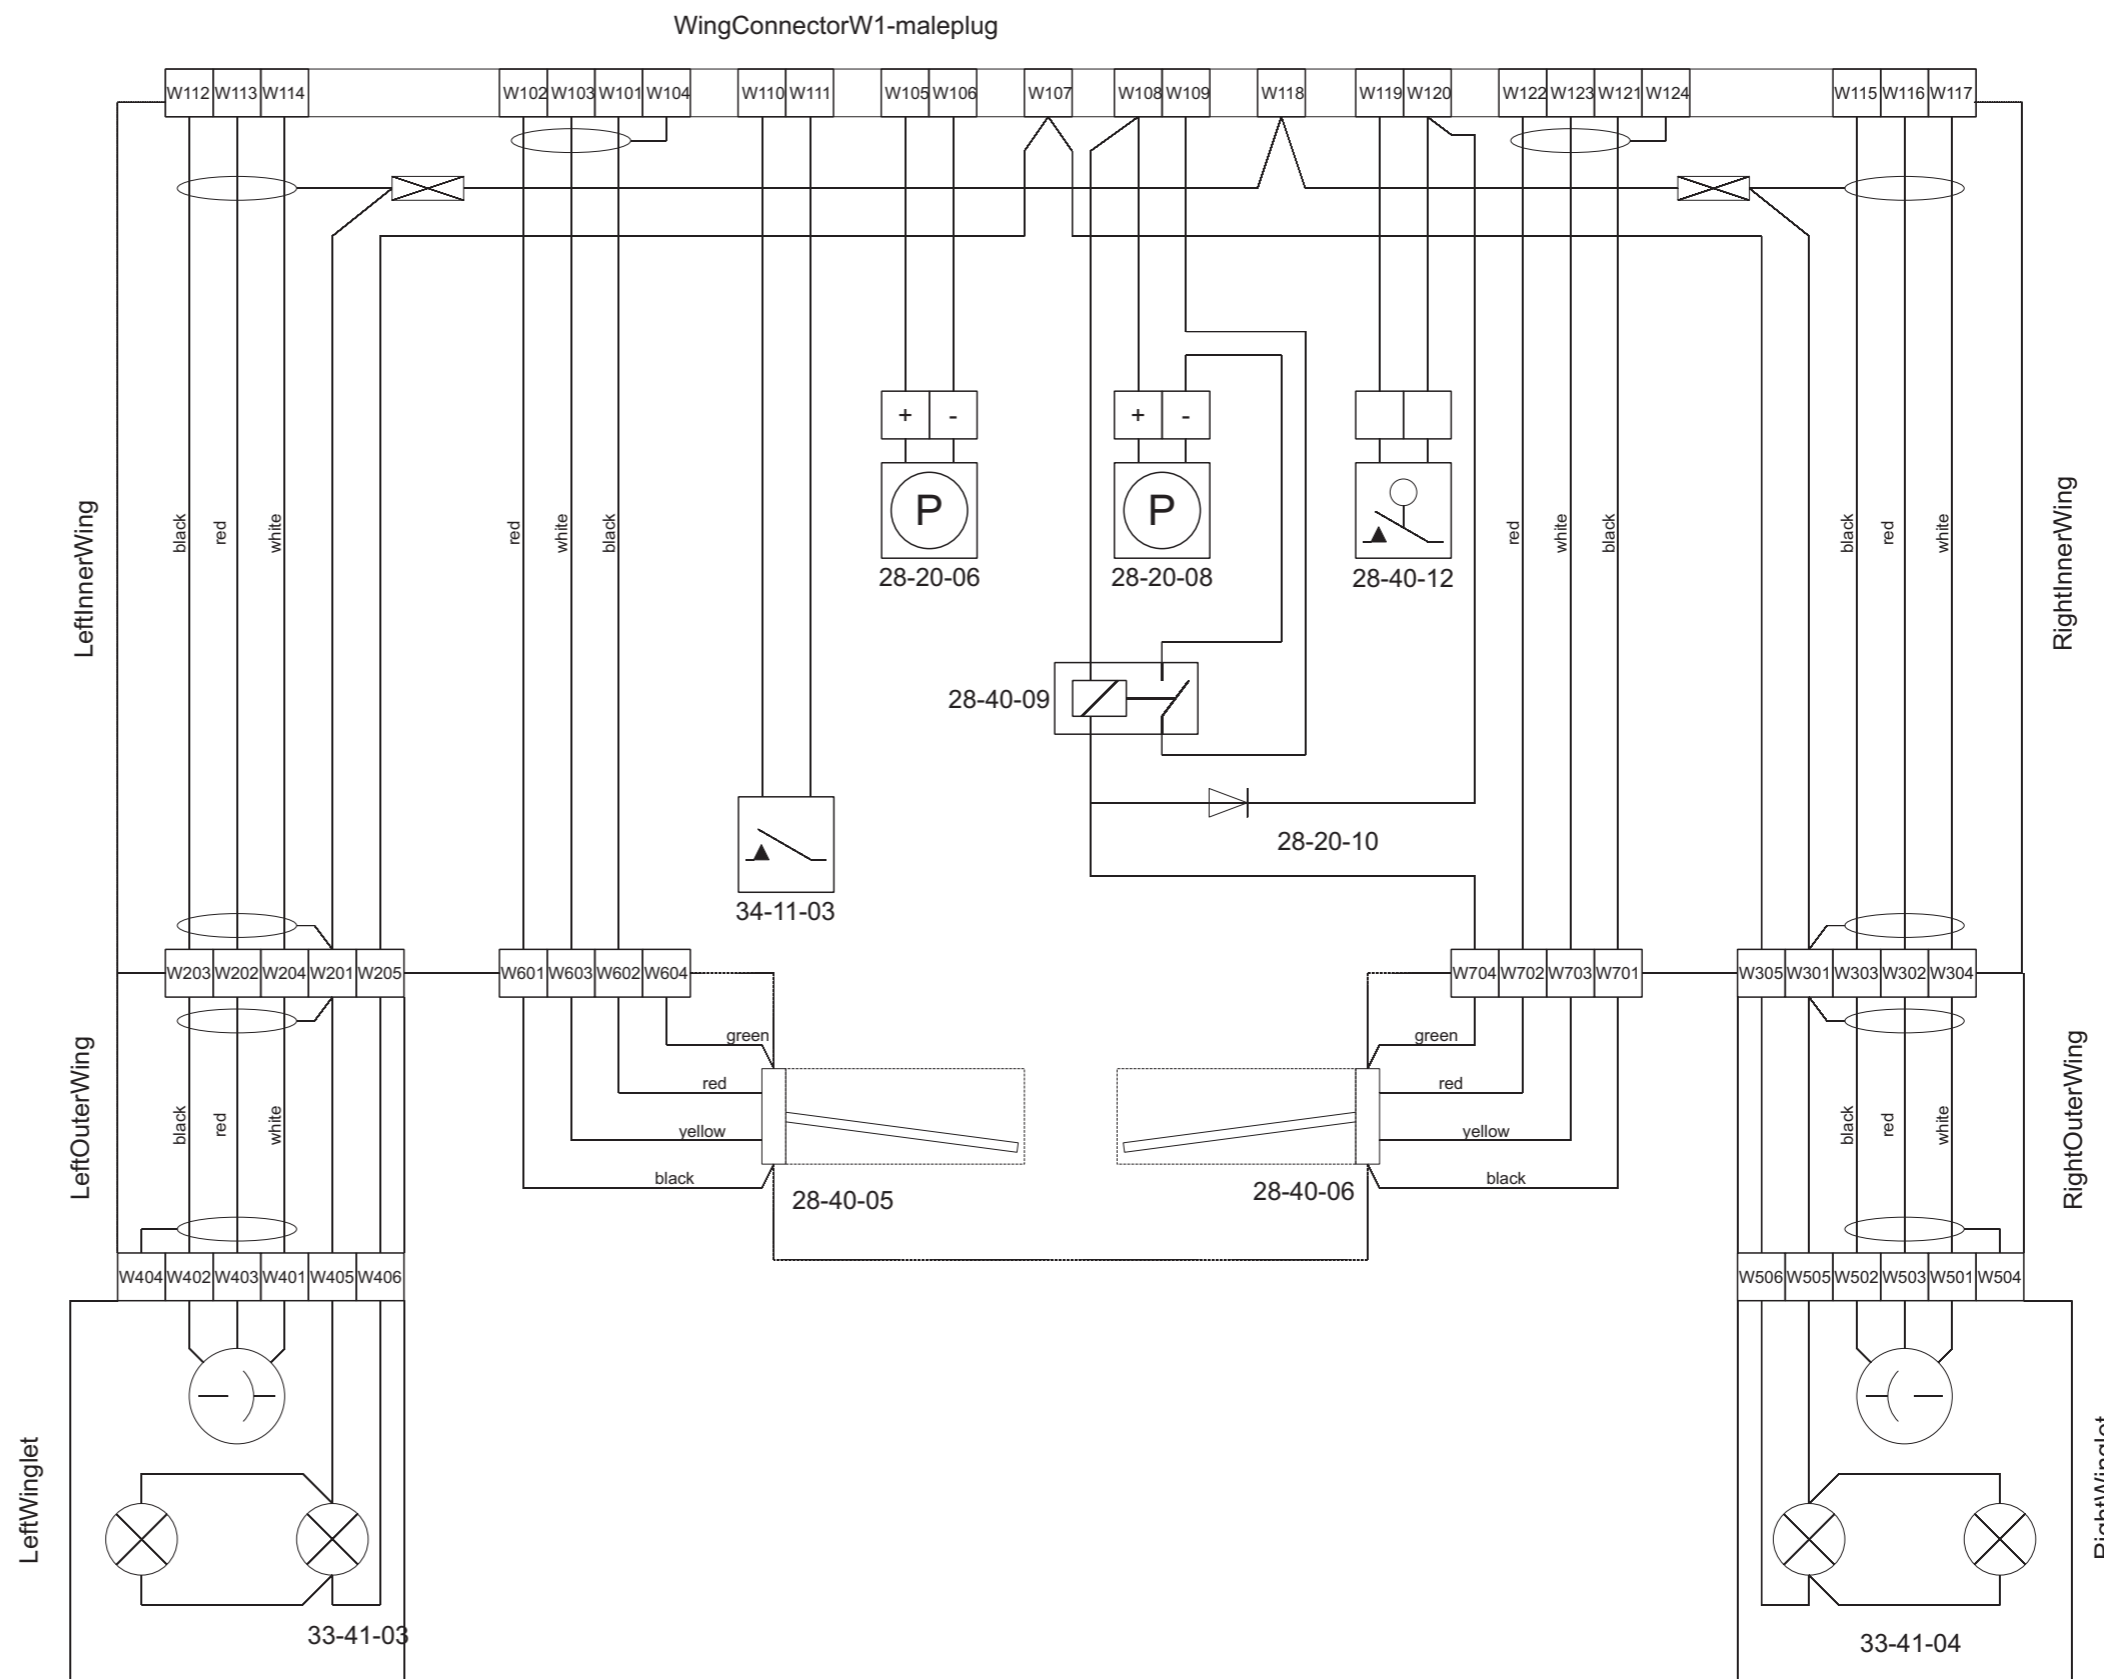 WingConnectorW1-maleplug
W112 W113 W114 W102 W103 W101 W104 W110 W111 W105 W106 W107 W108 W109 W118 W119 W120 W122 W123 W121 W124 W115 W116 W117
+ - + -
P P
LeftInnerWing
black red white red white black
red white black black red white
RightInnerWing
28-20-06 28-20-08 28-40-12
28-40-09
28-20-10
34-11-03
W203 W202 W204 W201 W205 W601 W603 W602 W604 W704 W702 W703 W701 W305 W301 W303 W302 W304
green green
red red
yellow yellow
black black
28-40-05 28-40-06
LeftOuterWing
black red white
black red white
RightOuterWing
W404 W402 W403 W401 W405 W406 W506 W505 W502 W503 W501 W504
LeftWinglet
RightWinglet
33-41-03 33-41-04